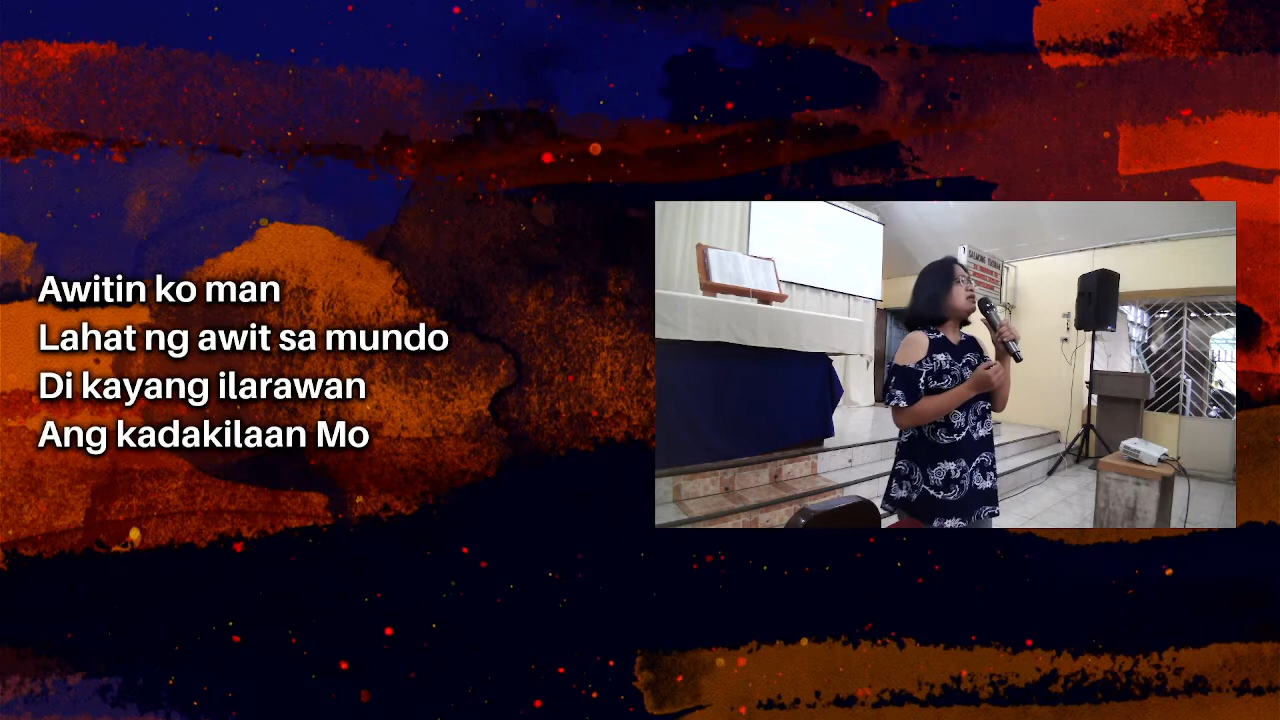 Awitin ko man
Lahat ng awit sa mundo
Di kayang ilarawan
Ang kadakilaan Mo